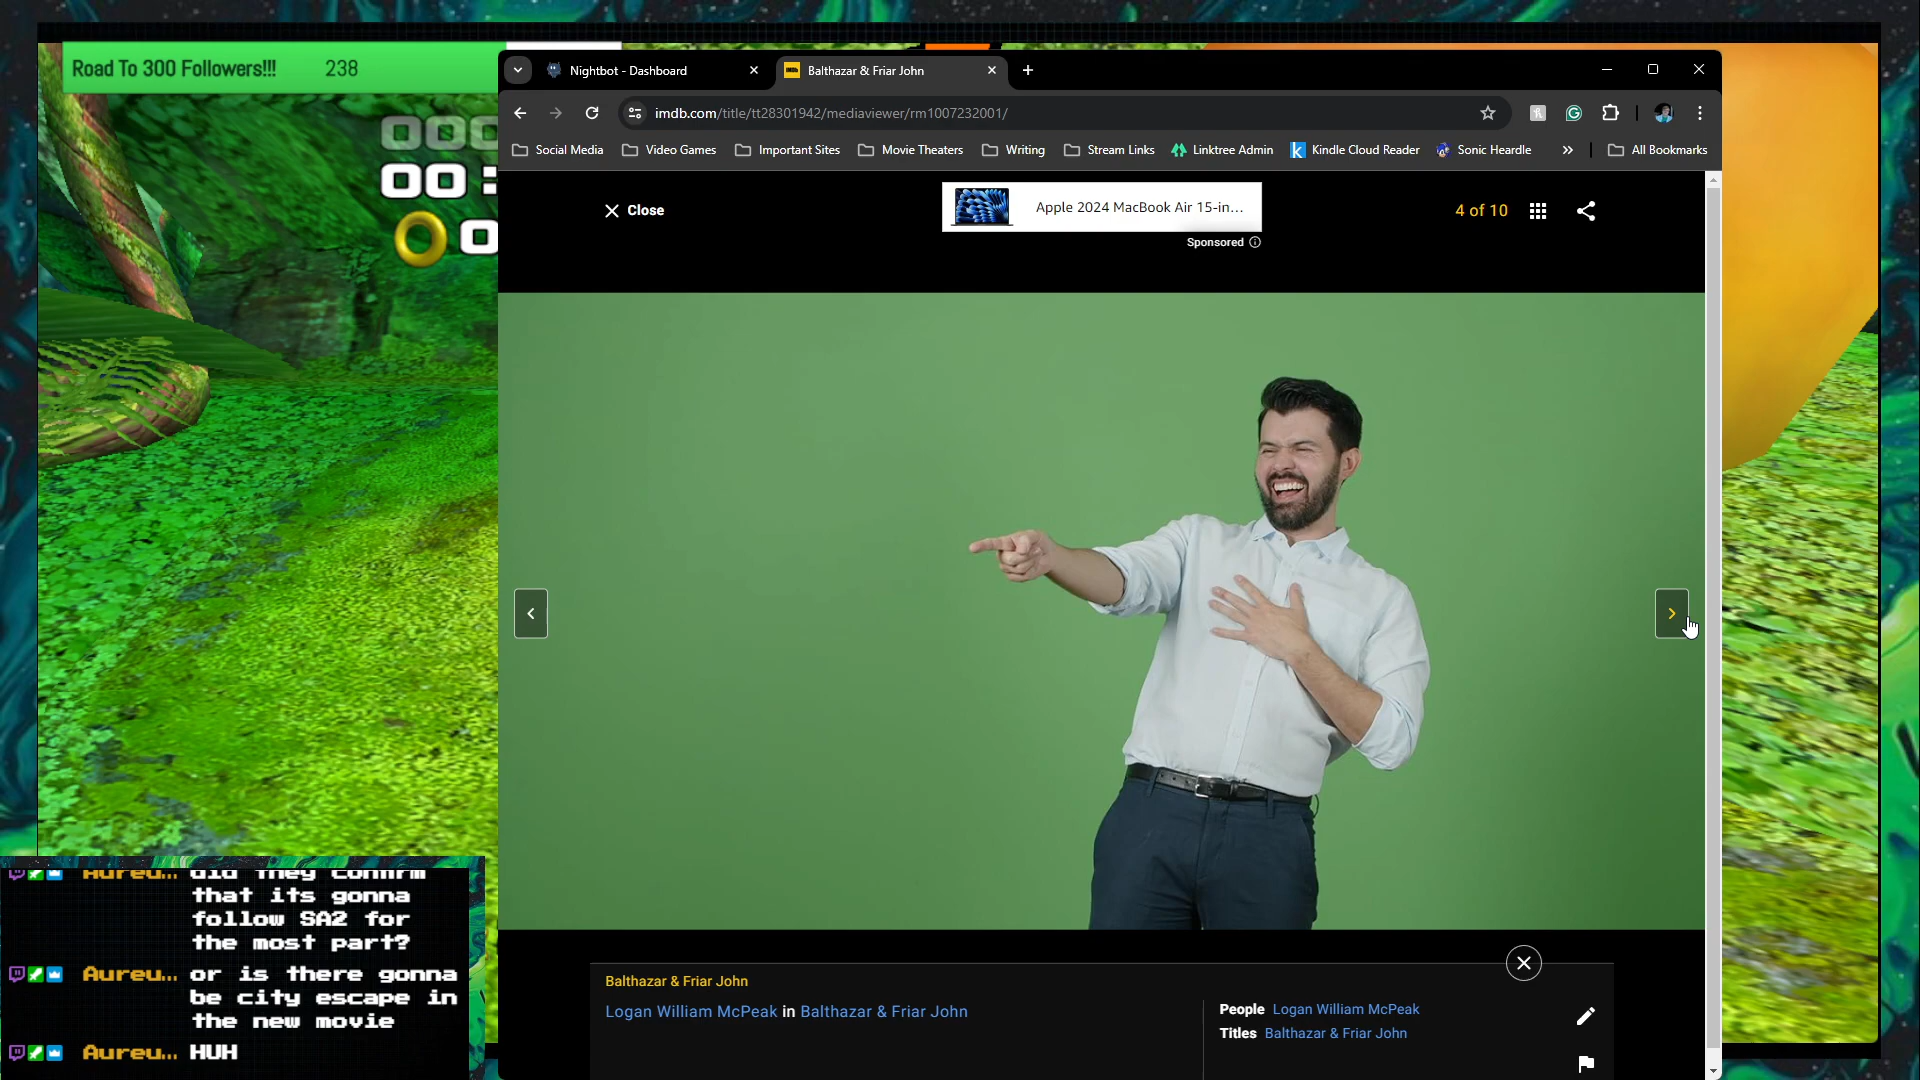 Road To 300 Followers!!! 238
Nightbot - Dashboard
Balthazar & Friar John
imdb.com/title/tt28301942/mediaviewer/rm1007232001/
Social Media
Video Games
Important Sites
Movie Theaters
Writing
Stream Links
Linktree Admin
Kindle Cloud Reader
Sonic Heardle
All Bookmarks
Close
Apple 2024 MacBook Air 15-in...
Sponsored
4 of 10
Balthazar & Friar John
Logan William McPeak in Balthazar & Friar John
People Logan William McPeak
Titles Balthazar & Friar John
Aureu... did they confirm
that its gonna
follow SA2 for
the most part?
Aureu... or is there gonna
be city escape in
the new movie
Aureu... HUH